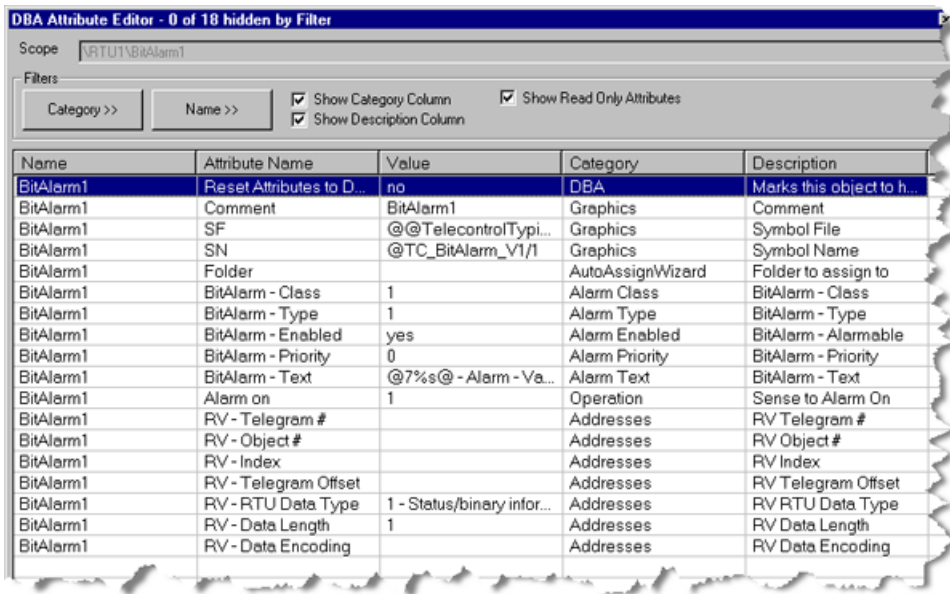 DBA Attribute Editor - 0 of 18 hidden by Filter
Scope \RTU1\BitAlarm1
Filters
Category >> Name >> Show Category Column Show Read Only Attributes
Show Description Column
Name Attribute Name Value Category Description
BitAlarm1 Reset Attributes to D... no DBA Marks this object to h...
BitAlarm1 Comment BitAlarm1 Graphics Comment
BitAlarm1 SF @@TelecontrolTypi... Graphics Symbol File
BitAlarm1 SN @TC_BitAlarm_V1/1 Graphics Symbol Name
BitAlarm1 Folder AutoAssignWizard Folder to assign to
BitAlarm1 BitAlarm - Class 1 Alarm Class BitAlarm - Class
BitAlarm1 BitAlarm - Type 1 Alarm Type BitAlarm - Type
BitAlarm1 BitAlarm - Enabled yes Alarm Enabled BitAlarm - Alarmable
BitAlarm1 BitAlarm - Priority 0 Alarm Priority BitAlarm - Priority
BitAlarm1 BitAlarm - Text @7%s@ - Alarm - Va... Alarm Text BitAlarm - Text
BitAlarm1 Alarm on 1 Operation Sense to Alarm On
BitAlarm1 RV - Telegram # Addresses RV Telegram #
BitAlarm1 RV - Object # Addresses RV Object #
BitAlarm1 RV - Index Addresses RV Index
BitAlarm1 RV - Telegram Offset Addresses RV Telegram Offset
BitAlarm1 RV - RTU Data Type 1 - Status/binary infor... Addresses RV RTU Data Type
BitAlarm1 RV - Data Length 1 Addresses RV Data Length
BitAlarm1 RV - Data Encoding Addresses RV Data Encoding